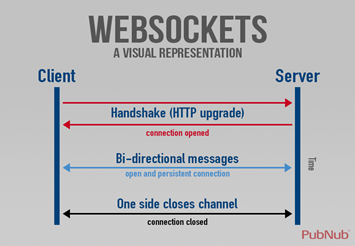 WEBSOCKETS
A VISUAL REPRESENTATION
Client
Server
Handshake (HTTP upgrade)
connection opened
Bi-directional messages
open and persistent connection
Time
One side closes channel
connection closed
PubNub